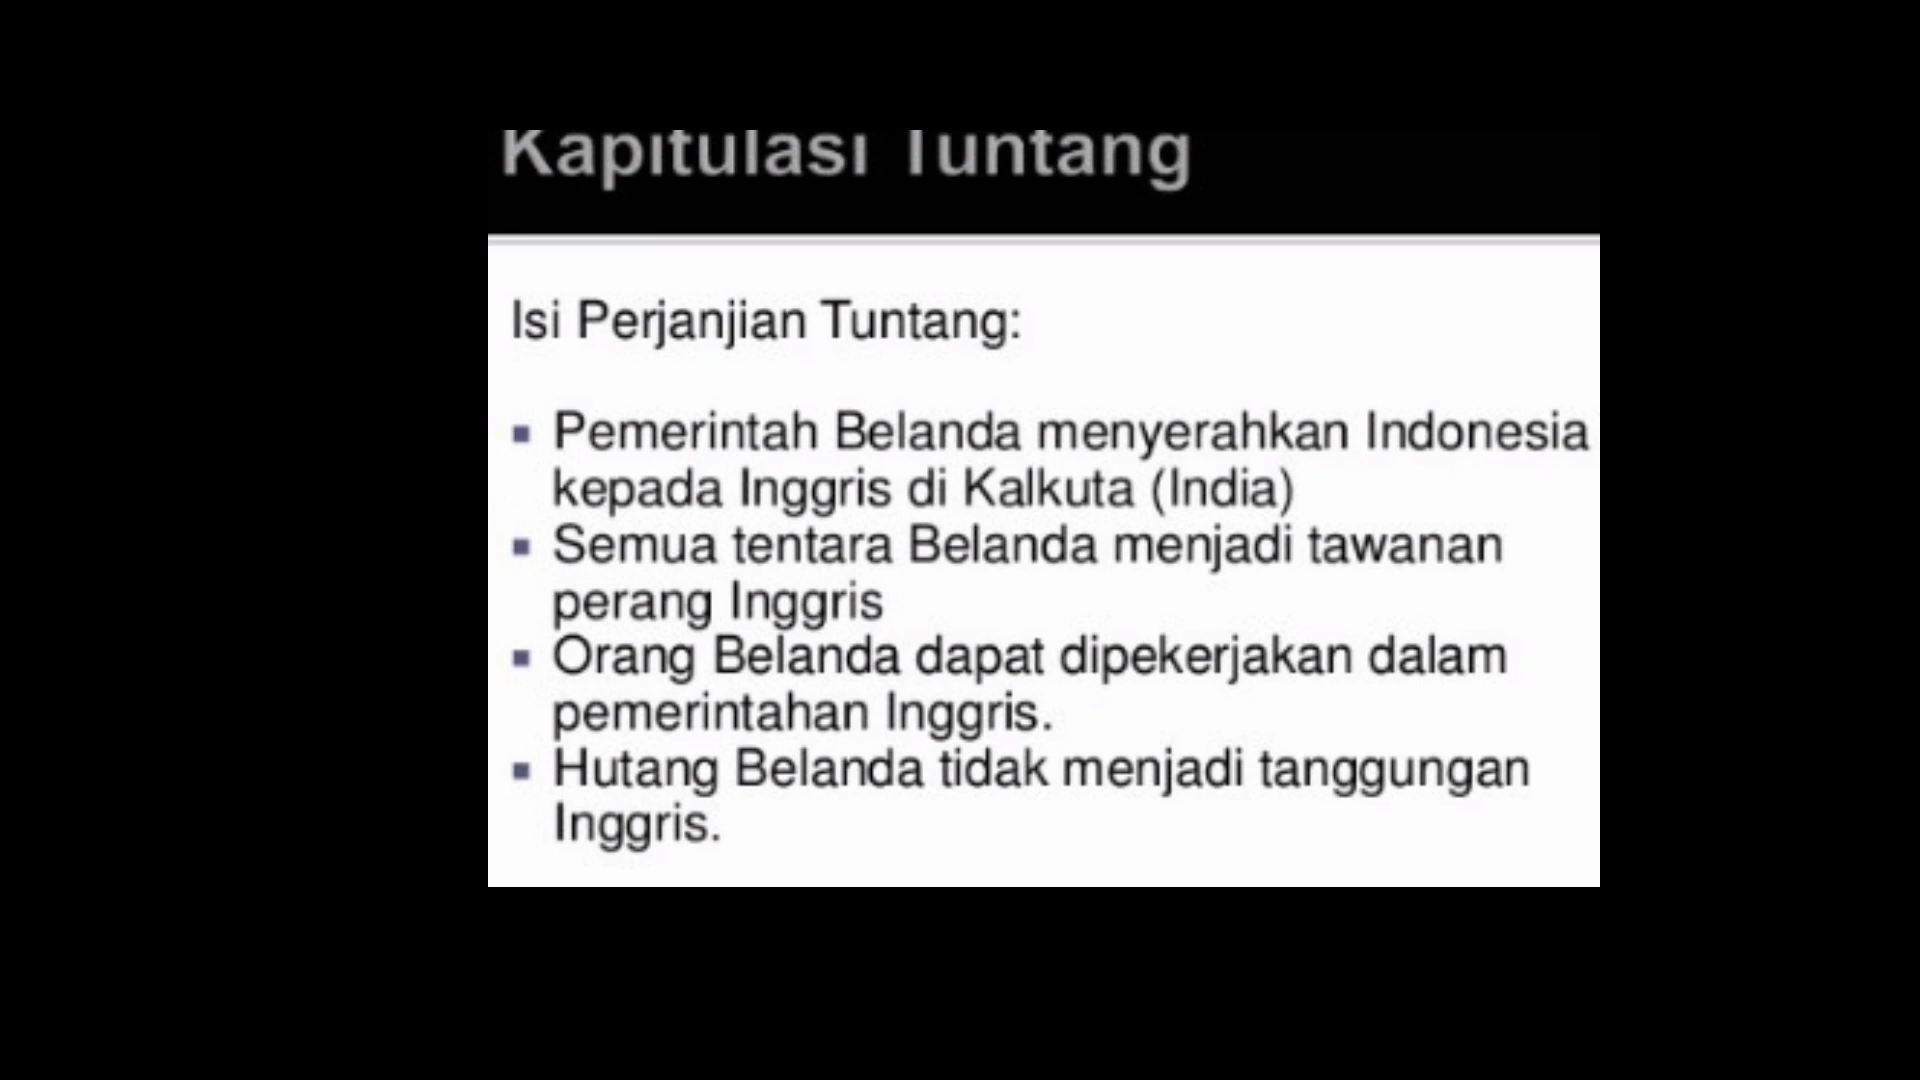 Kapitulasi Tuntang
Isi Perjanjian Tuntang:
▪ Pemerintah Belanda menyerahkan Indonesia
kepada Inggris di Kalkuta (India)
▪ Semua tentara Belanda menjadi tawanan
perang Inggris
▪ Orang Belanda dapat dipekerjakan dalam
pemerintahan Inggris.
▪ Hutang Belanda tidak menjadi tanggungan
Inggris.